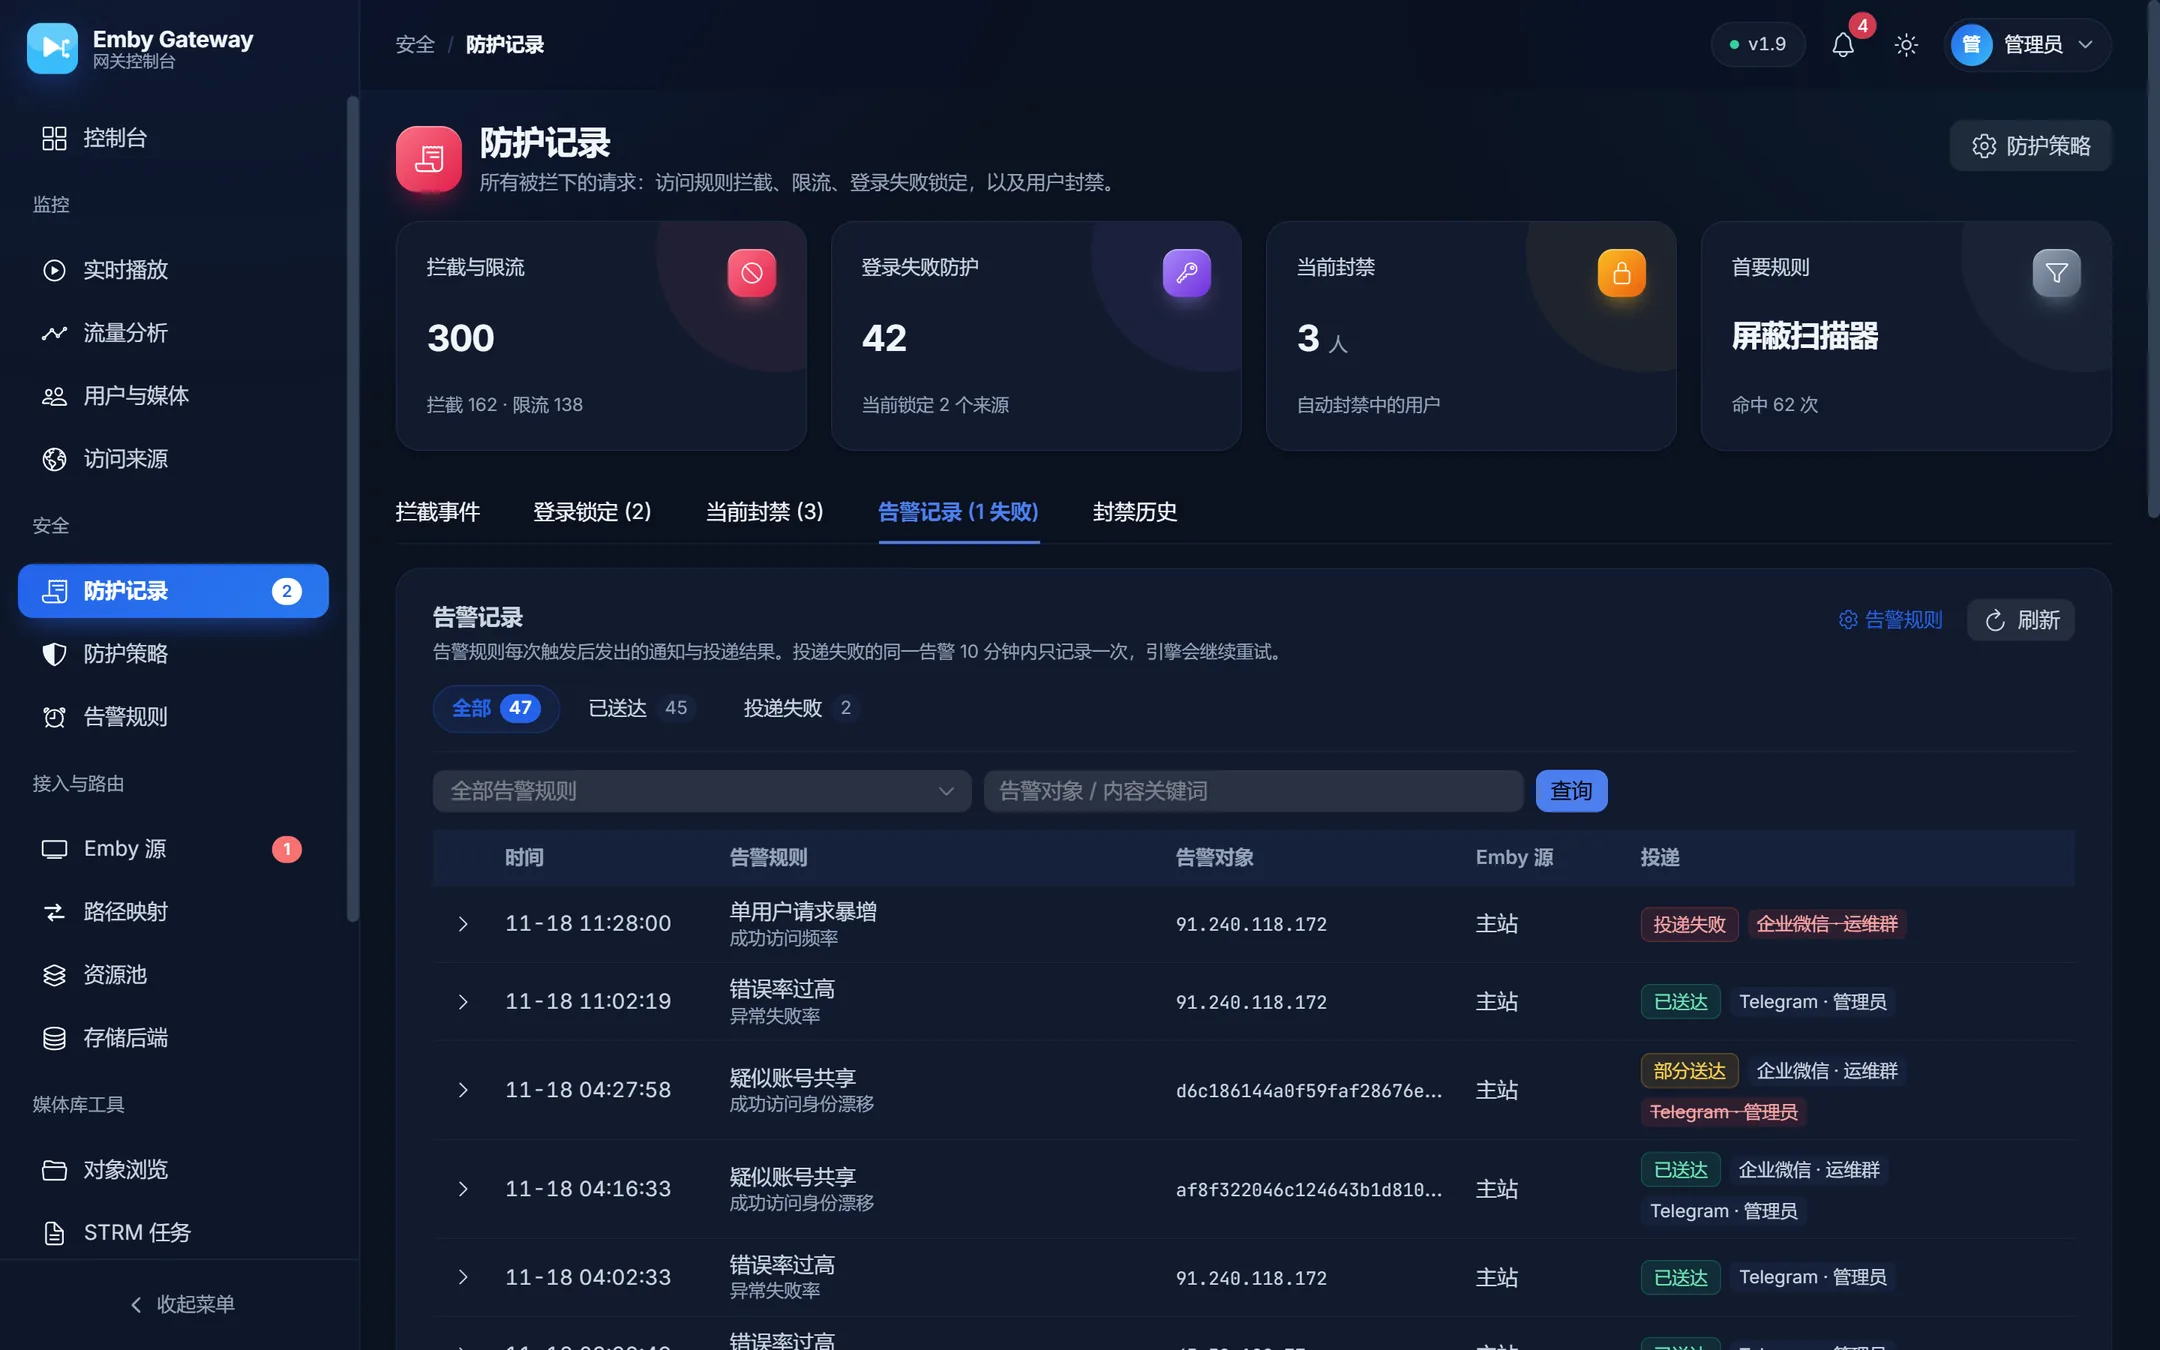 Emby Gateway
网关控制台
控制台
监控
实时播放
流量分析
用户与媒体
访问来源
安全
防护记录 2
防护策略
告警规则
接入与路由
Emby 源 1
路径映射
资源池
存储后端
媒体库工具
对象浏览
STRM 任务
收起菜单
安全 / 防护记录
v1.9
4
管 管理员
防护记录
所有被拦下的请求：访问规则拦截、限流、登录失败锁定，以及用户封禁。
防护策略
拦截与限流
300
拦截 162 · 限流 138
登录失败防护
42
当前锁定 2 个来源
当前封禁
3 人
自动封禁中的用户
首要规则
屏蔽扫描器
命中 62 次
拦截事件 登录锁定 (2) 当前封禁 (3) 告警记录 (1 失败) 封禁历史
告警记录
告警规则每次触发后发出的通知与投递结果。投递失败的同一告警 10 分钟内只记录一次，引擎会继续重试。
告警规则 刷新
全部 47 已送达 45 投递失败 2
全部告警规则 告警对象 / 内容关键词 查询
时间 告警规则 告警对象 Emby 源 投递
11-18 11:28:00 单用户请求暴增 91.240.118.172 主站 投递失败 企业微信 · 运维群
成功访问频率
11-18 11:02:19 错误率过高 91.240.118.172 主站 已送达 Telegram · 管理员
异常失败率
11-18 04:27:58 疑似账号共享 d6c186144a0f59faf28676e... 主站 部分送达 企业微信 · 运维群
成功访问身份漂移 Telegram · 管理员
11-18 04:16:33 疑似账号共享 af8f322046c124643b1d810... 主站 已送达 企业微信 · 运维群
成功访问身份漂移 Telegram · 管理员
11-18 04:02:33 错误率过高 91.240.118.172 主站 已送达 Telegram · 管理员
异常失败率
错误率过高